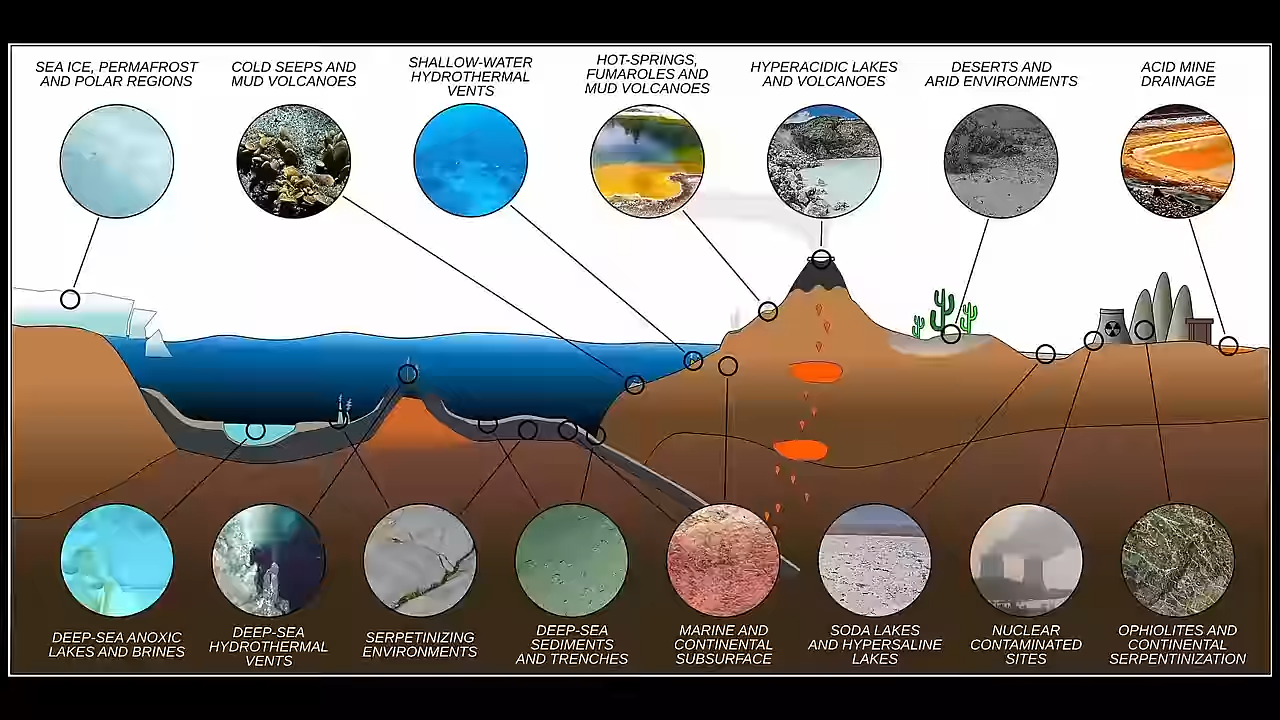 SEA ICE, PERMAFROST
AND POLAR REGIONS
COLD SEEPS AND
MUD VOLCANOES
SHALLOW-WATER
HYDROTHERMAL
VENTS
HOT-SPRINGS,
FUMAROLES AND
MUD VOLCANOES
HYPERACIDIC LAKES
AND VOLCANOES
DESERTS AND
ARID ENVIRONMENTS
ACID MINE
DRAINAGE
DEEP-SEA ANOXIC
LAKES AND BRINES
DEEP-SEA
HYDROTHERMAL
VENTS
SERPETINIZING
ENVIRONMENTS
DEEP-SEA
SEDIMENTS
AND TRENCHES
MARINE AND
CONTINENTAL
SUBSURFACE
SODA LAKES
AND HYPERSALINE
LAKES
NUCLEAR
CONTAMINATED
SITES
OPHIOLITES AND
CONTINENTAL
SERPENTINIZATION